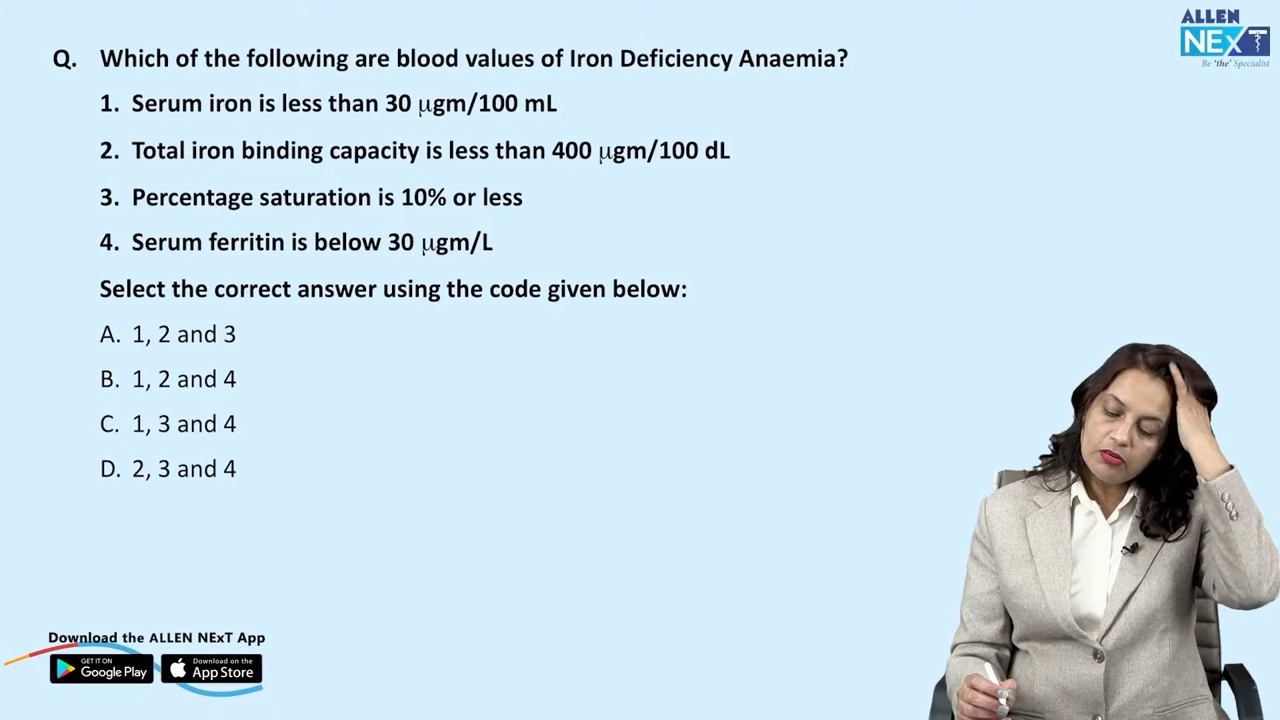 ALLEN
NExT
Be 'the' Specialist
Q. Which of the following are blood values of Iron Deficiency Anaemia?
1. Serum iron is less than 30 μgm/100 mL
2. Total iron binding capacity is less than 400 μgm/100 dL
3. Percentage saturation is 10% or less
4. Serum ferritin is below 30 μgm/L
Select the correct answer using the code given below:
A. 1, 2 and 3
B. 1, 2 and 4
C. 1, 3 and 4
D. 2, 3 and 4
Download the ALLEN NExT App
GET IT ON
Google Play
Download on the
App Store